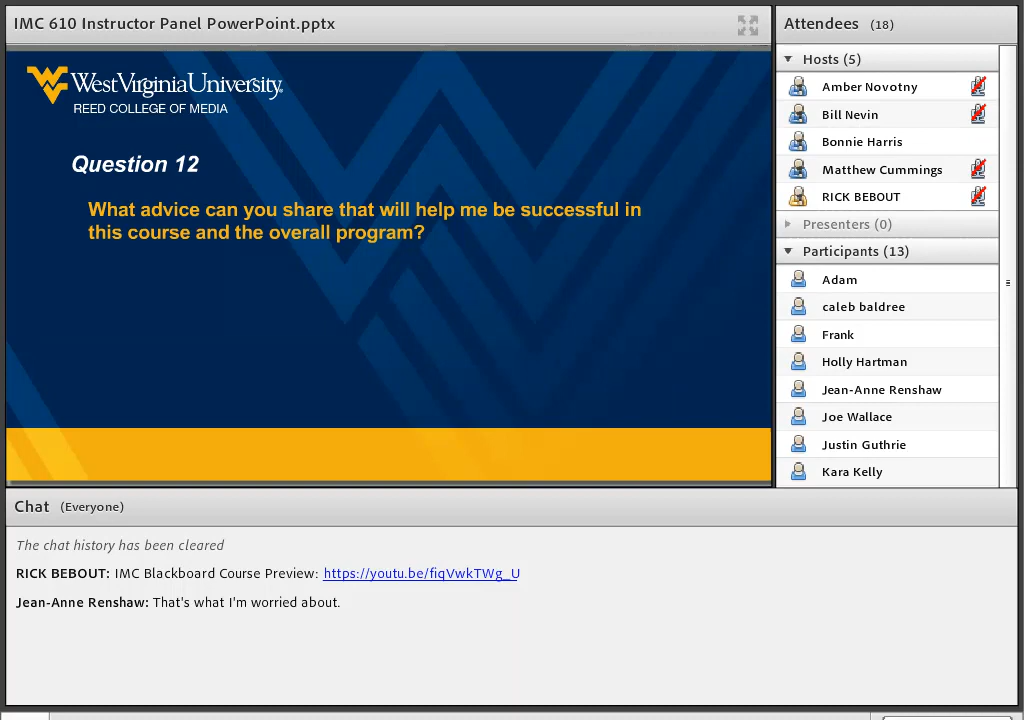 IMC 610 Instructor Panel PowerPoint.pptx
WestVirginiaUniversity®
REED COLLEGE OF MEDIA
Question 12
What advice can you share that will help me be successful in
this course and the overall program?
Attendees (18)
Hosts (5)
Amber Novotny
Bill Nevin
Bonnie Harris
Matthew Cummings
RICK BEBOUT
Presenters (0)
Participants (13)
Adam
caleb baldree
Frank
Holly Hartman
Jean-Anne Renshaw
Joe Wallace
Justin Guthrie
Kara Kelly
Chat (Everyone)
The chat history has been cleared
RICK BEBOUT: IMC Blackboard Course Preview: https://youtu.be/fiqVwkTWg_U
Jean-Anne Renshaw: That's what I'm worried about.